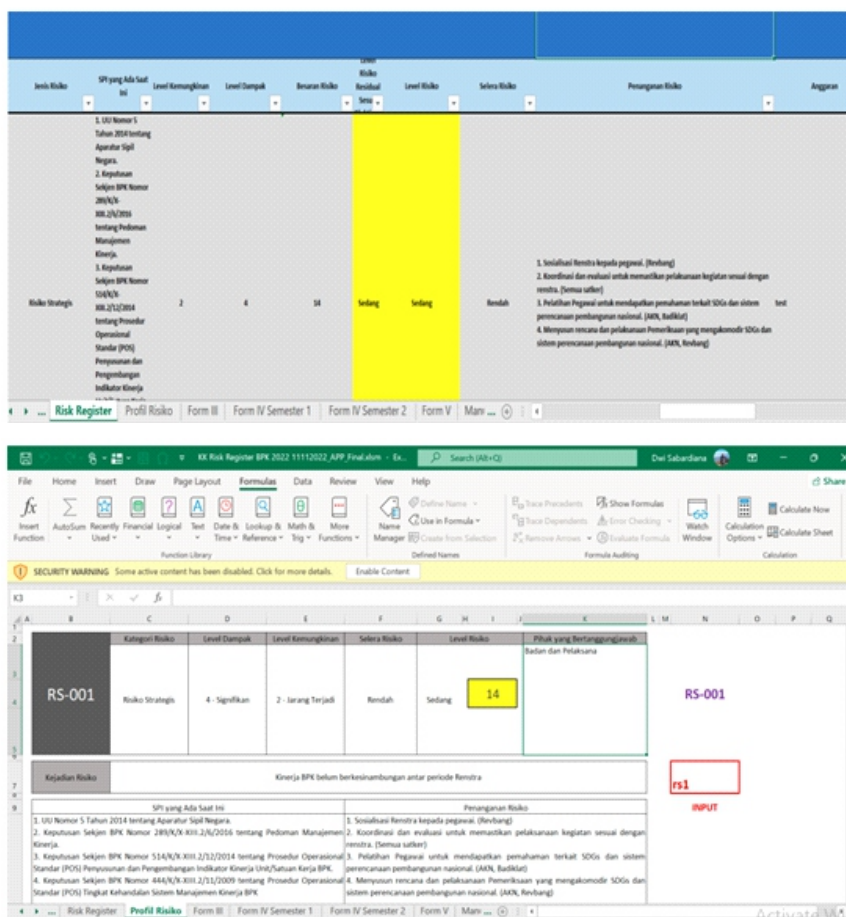 Jenis Risiko
SPI yang Ada Saat
Ini
Level Kemungkinan
Level Dampak
Besaran Risiko
Level
Risiko
Residual
Level Risiko
Selera Risiko
Penanganan Risiko
Anggaran
1. UU Nomor 5
Tahun 2014 tentang
Aparatur Sipil
Negara.
2. Keputusan
Sekjen BPK Nomor
289/K/X-
XIII.2/6/2016
tentang Pedoman
Manajemen
Kinerja.
3. Keputusan
Sekjen BPK Nomor
514/K/X-
XIII.2/12/2014
tentang Prosedur
Operasional
Standar (POS)
Penyusunan dan
Pengembangan
Indikator Kinerja
Risiko Strategis
2
4
14
Sedang
Sedang
Rendah
1. Sosialisasi Renstra kepada pegawai. (Revbang)
2. Koordinasi dan evaluasi untuk memastikan pelaksanaan kegiatan sesuai dengan
renstra. (Semua satker)
3. Pelatihan Pegawai untuk mendapatkan pemahaman terkait SDGs dan sistem
perencanaan pembangunan nasional. (AKN, Badiklat)
4. Menyusun rencana dan pelaksanaan Pemeriksaan yang mengakomodir SDGs dan
sistem perencanaan pembangunan nasional. (AKN, Revbang)
test
... Risk Register Profil Risiko Form III Form IV Semester 1 Form IV Semester 2 Form V Man ...
KK Risk Register BPK 2022 11112022_APP_Final.xlsm - Ex... Search (Alt+Q) Dwi Sabardiana
File Home Insert Draw Page Layout Formulas Data Review View Help Share
Insert Function
AutoSum
Recently Used
Financial
Logical
Text
Date & Time
Lookup & Reference
Math & Trig
More Functions
Name Manager
Define Name
Use in Formula
Create from Selection
Trace Precedents
Trace Dependents
Remove Arrows
Show Formulas
Error Checking
Evaluate Formula
Watch Window
Calculation Options
Calculate Now
Calculate Sheet
Function Library Defined Names Formula Auditing Calculation
SECURITY WARNING Some active content has been disabled. Click for more details. Enable Content
K3 fx
A B C D E F G H I J K L M N O P Q
1
2
3
4
5
7
9
Kategori Risiko Level Dampak Level Kemungkinan Selera Risiko Level Risiko Pihak yang Bertanggungjawab
RS-001 Risiko Strategis 4 - Signifikan 2 - Jarang Terjadi Rendah Sedang 14 Badan dan Pelaksana RS-001
Kejadian Risiko Kinerja BPK belum berkesinambungan antar periode Renstra
rs1
INPUT
SPI yang Ada Saat Ini
1. UU Nomor 5 Tahun 2014 tentang Aparatur Sipil Negara.
2. Keputusan Sekjen BPK Nomor 289/K/X-XIII.2/6/2016 tentang Pedoman Manajemen
Kinerja.
3. Keputusan Sekjen BPK Nomor 514/K/X-XIII.2/12/2014 tentang Prosedur Operasional
Standar (POS) Penyusunan dan Pengembangan Indikator Kinerja Unit/Satuan Kerja BPK.
4. Keputusan Sekjen BPK Nomor 444/K/X-XIII.2/11/2009 tentang Prosedur Operasional
Standar (POS) Tingkat Kehandalan Sistem Manajemen Kinerja BPK
Penanganan Risiko
1. Sosialisasi Renstra kepada pegawai. (Revbang)
2. Koordinasi dan evaluasi untuk memastikan pelaksanaan kegiatan sesuai dengan
renstra. (Semua satker)
3. Pelatihan Pegawai untuk mendapatkan pemahaman terkait SDGs dan sistem
perencanaan pembangunan nasional. (AKN, Badiklat)
4. Menyusun rencana dan pelaksanaan Pemeriksaan yang mengakomodir SDGs dan
sistem perencanaan pembangunan nasional. (AKN, Revbang)
... Risk Register Profil Risiko Form III Form IV Semester 1 Form IV Semester 2 Form V Man ...
Activate